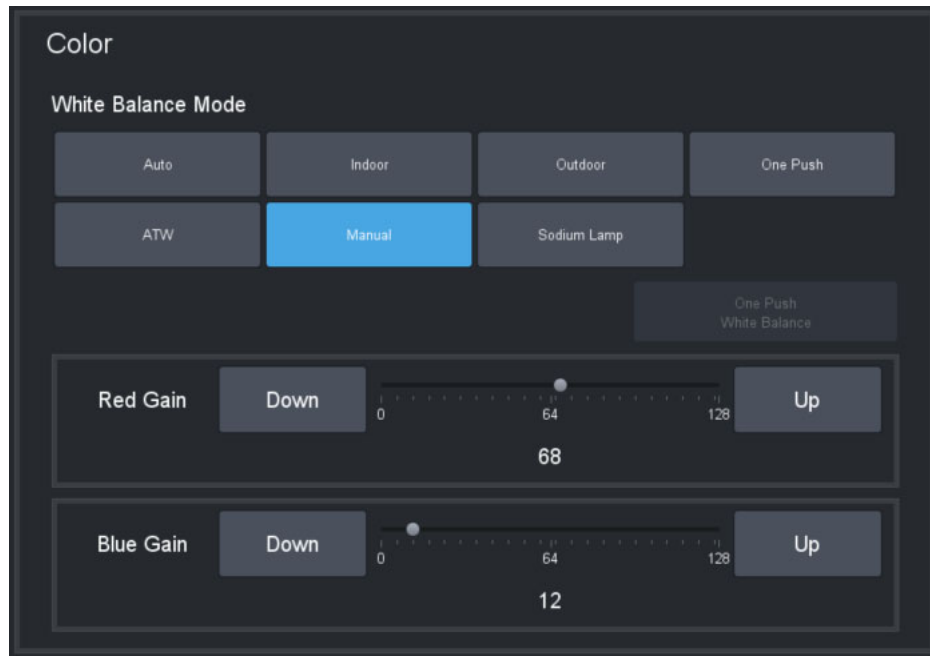 Color
White Balance Mode
Auto
Indoor
Outdoor
One Push
ATW
Manual
Sodium Lamp
One Push
White Balance
Red Gain
Down
0
64
128
Up
68
Blue Gain
Down
0
64
128
Up
12